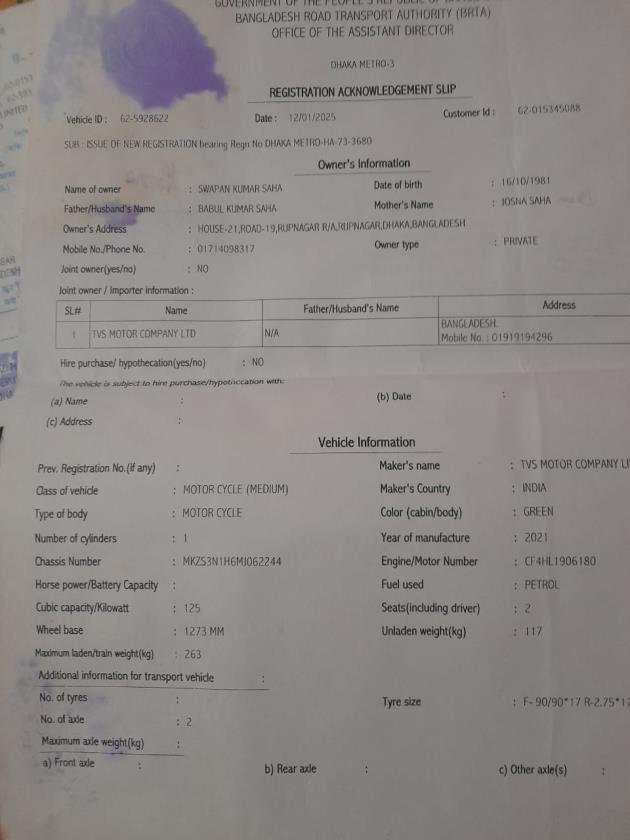 GOVERNMENT OF THE PEOPLE'S REPUBLIC OF
BANGLADESH ROAD TRANSPORT AUTHORITY (BRTA)
OFFICE OF THE ASSISTANT DIRECTOR
DHAKA METRO-3
REGISTRATION ACKNOWLEDGEMENT SLIP
Vehicle ID : 62-5928622 Date : 12/01/2025 Customer Id : 62-015345088
SUB : ISSUE OF NEW REGISTRATION bearing Regn No DHAKA METRO-HA-73-3680
Owner's Information
Name of owner : SWAPAN KUMAR SAHA Date of birth : 16/10/1981
Father/Husband's Name : BABUL KUMAR SAHA Mother's Name : JOSNA SAHA
Owner's Address : HOUSE-21,ROAD-19,RUPNAGAR R/A,RUPNAGAR,DHAKA,BANGLADESH
Mobile No./Phone No. : 01714098317 Owner type : PRIVATE
Joint owner(yes/no) : NO
Joint owner / Importer information :
SL# Name Father/Husband's Name Address
1 TVS MOTOR COMPANY LTD N/A BANGLADESH.
Mobile No. : 01919194296
Hire purchase/ hypothecation(yes/no) : NO
The vehicle is subject to hire purchase/hypothecation with:
(a) Name : (b) Date :
(c) Address :
Vehicle Information
Prev. Registration No.(if any) : Maker's name : TVS MOTOR COMPANY
Class of vehicle : MOTOR CYCLE (MEDIUM) Maker's Country : INDIA
Type of body : MOTOR CYCLE Color (cabin/body) : GREEN
Number of cylinders : 1 Year of manufacture : 2021
Chassis Number : MKZS3N1H6MJ062244 Engine/Motor Number : CF4HL1906180
Horse power/Battery Capacity : Fuel used : PETROL
Cubic capacity/Kilowatt : 125 Seats(including driver) : 2
Wheel base : 1273 MM Unladen weight(kg) : 117
Maximum laden/train weight(kg) : 263
Additional information for transport vehicle :
No. of tyres : Tyre size : F- 90/90*17 R-2.75*17
No. of axle : 2
Maximum axle weight(kg) :
a) Front axle : b) Rear axle : c) Other axle(s) :